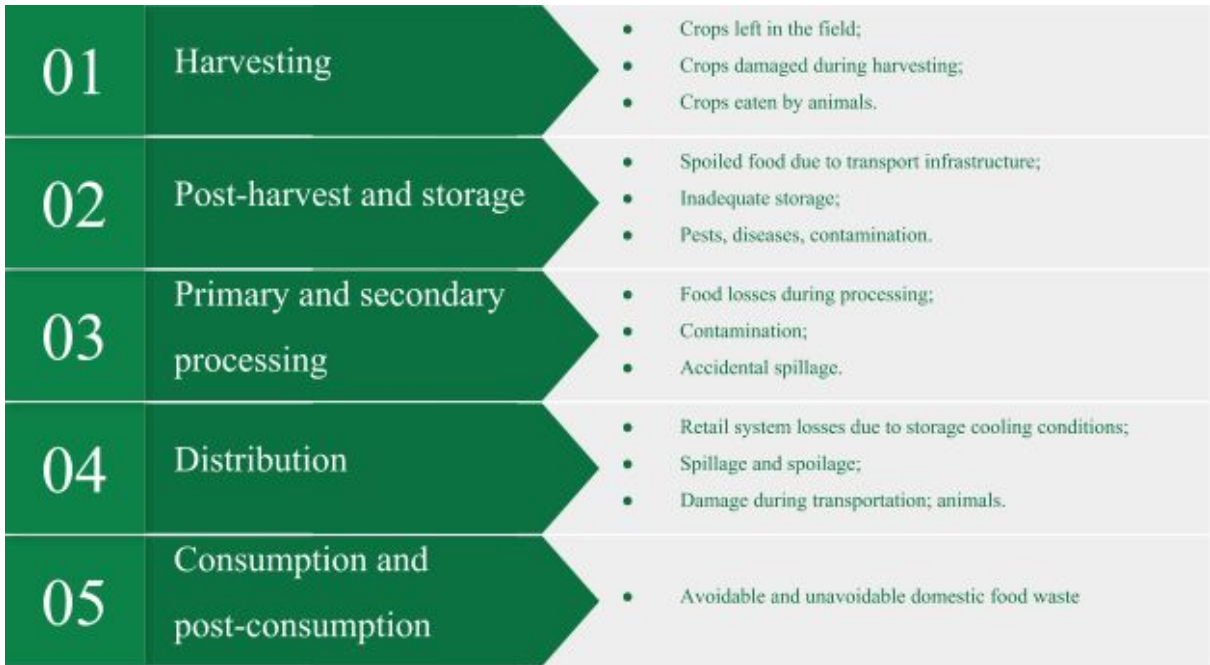 01
Harvesting
● Crops left in the field;
● Crops damaged during harvesting;
● Crops eaten by animals.
02
Post-harvest and storage
● Spoiled food due to transport infrastructure;
● Inadequate storage;
● Pests, diseases, contamination.
03
Primary and secondary
processing
● Food losses during processing;
● Contamination;
● Accidental spillage.
04
Distribution
● Retail system losses due to storage cooling conditions;
● Spillage and spoilage;
● Damage during transportation; animals.
05
Consumption and
post-consumption
● Avoidable and unavoidable domestic food waste